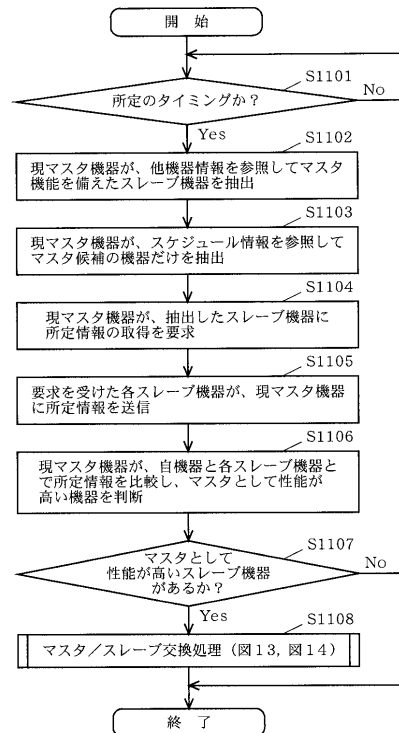 開 始
S1101
所定のタイミングか？
No
Yes
S1102
現マスタ機器が、他機器情報を参照してマスタ
機能を備えたスレーブ機器を抽出
S1103
現マスタ機器が、スケジュール情報を参照して
マスタ候補の機器だけを抽出
S1104
現マスタ機器が、抽出したスレーブ機器に
所定情報の取得を要求
S1105
要求を受けた各スレーブ機器が、現マスタ機器
に所定情報を送信
S1106
現マスタ機器が、自機器と各スレーブ機器と
で所定情報を比較し、マスタとして性能が
高い機器を判断
S1107
マスタとして
性能が高いスレーブ機器
があるか？
No
Yes
S1108
マスタ／スレーブ交換処理（図１３，図１４）
終 了